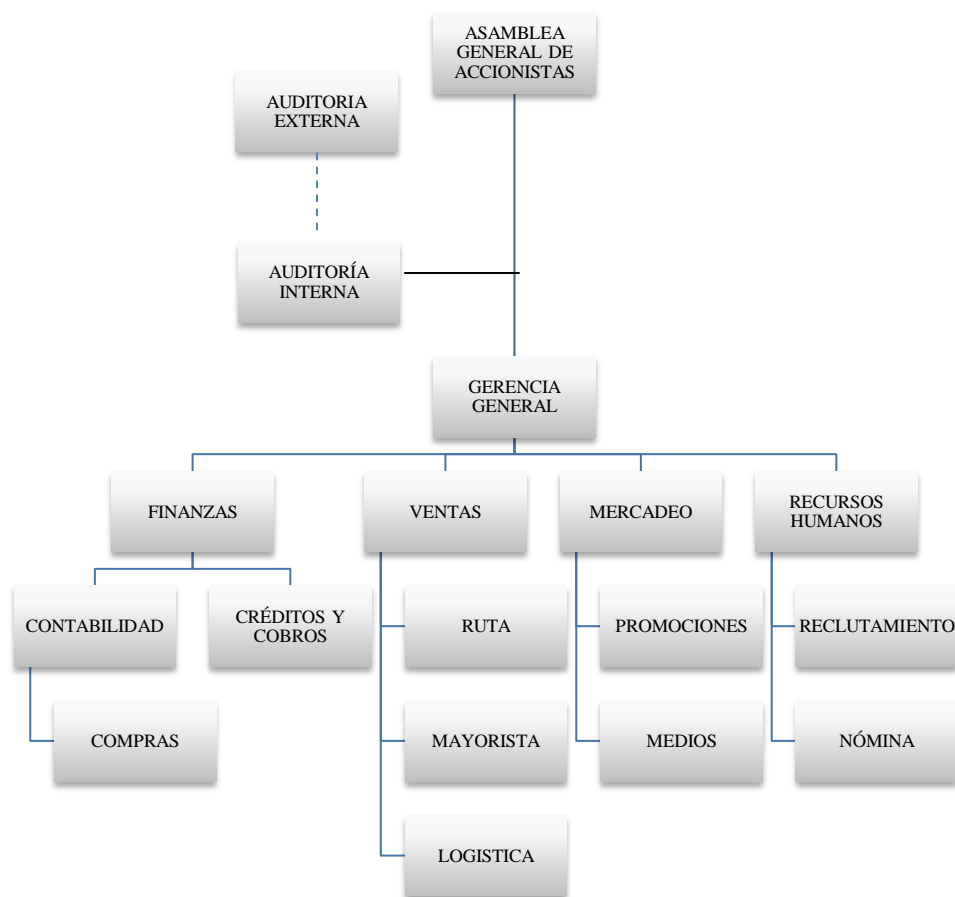 ASAMBLEA
GENERAL DE
ACCIONISTAS
AUDITORIA
EXTERNA
AUDITORÍA
INTERNA
GERENCIA
GENERAL
FINANZAS
VENTAS
MERCADEO
RECURSOS
HUMANOS
CONTABILIDAD
CRÉDITOS Y
COBROS
RUTA
PROMOCIONES
RECLUTAMIENTO
COMPRAS
MAYORISTA
MEDIOS
NÓMINA
LOGISTICA